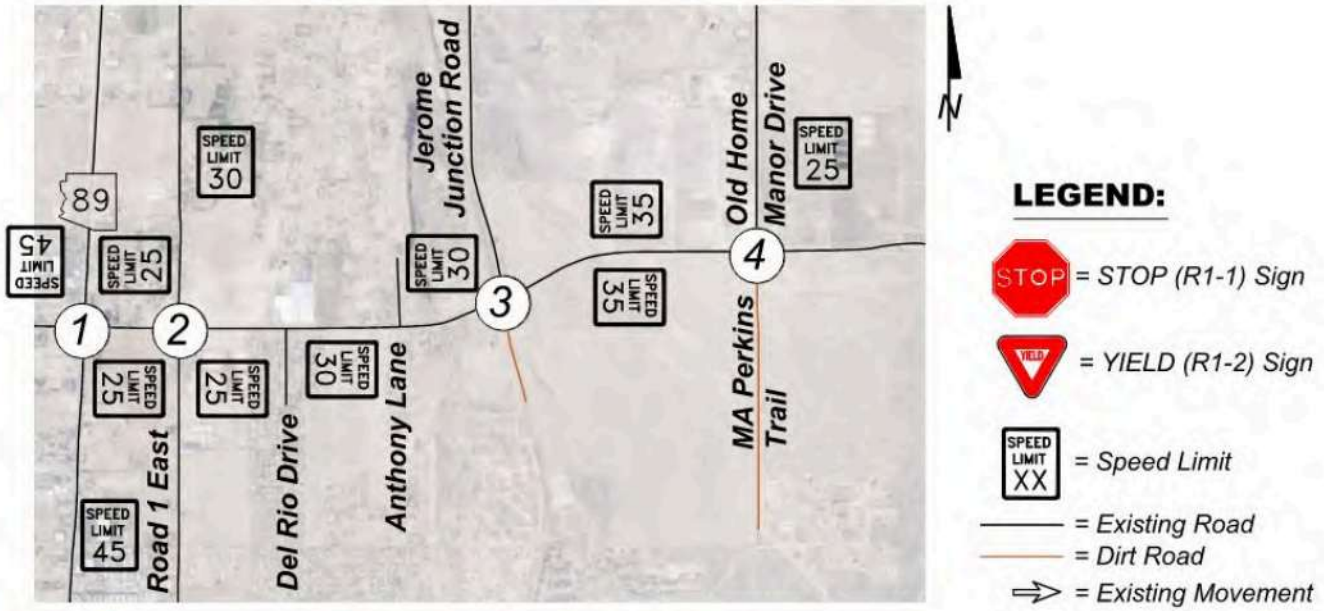 Jerome
Junction Road
Old Home
Manor Drive
SPEED
LIMIT
30
SPEED
LIMIT
25
N
89
SPEED
LIMIT
45
SPEED
LIMIT
25
SPEED
LIMIT
30
SPEED
LIMIT
35
SPEED
LIMIT
35
1
2
3
4
SPEED
LIMIT
25
SPEED
LIMIT
25
SPEED
LIMIT
30
SPEED
LIMIT
45
Road 1 East
Del Rio Drive
Anthony Lane
MA Perkins
Trail
LEGEND:
STOP = STOP (R1-1) Sign
YIELD = YIELD (R1-2) Sign
SPEED
LIMIT
XX
= Speed Limit
= Existing Road
= Dirt Road
= Existing Movement